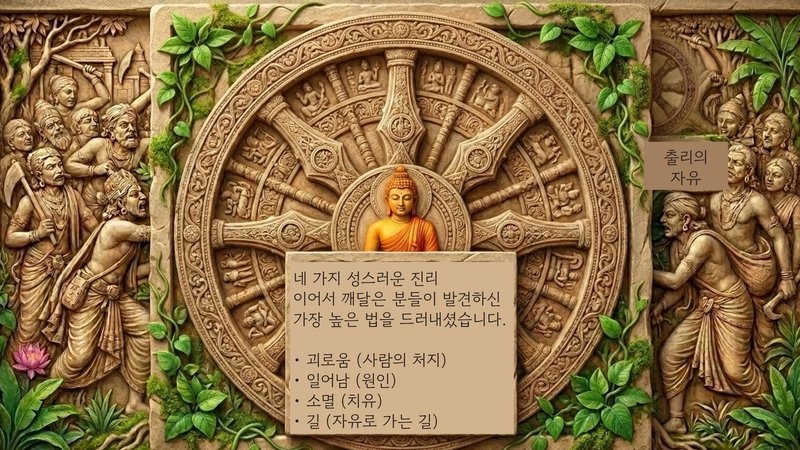 네 가지 성스러운 진리
이어서 깨달은 분들이 발견하신
가장 높은 법을 드러내셨습니다.
• 괴로움 (사람의 처지)
• 일어남 (원인)
• 소멸 (치유)
• 길 (자유로 가는 길)
출리의
자유